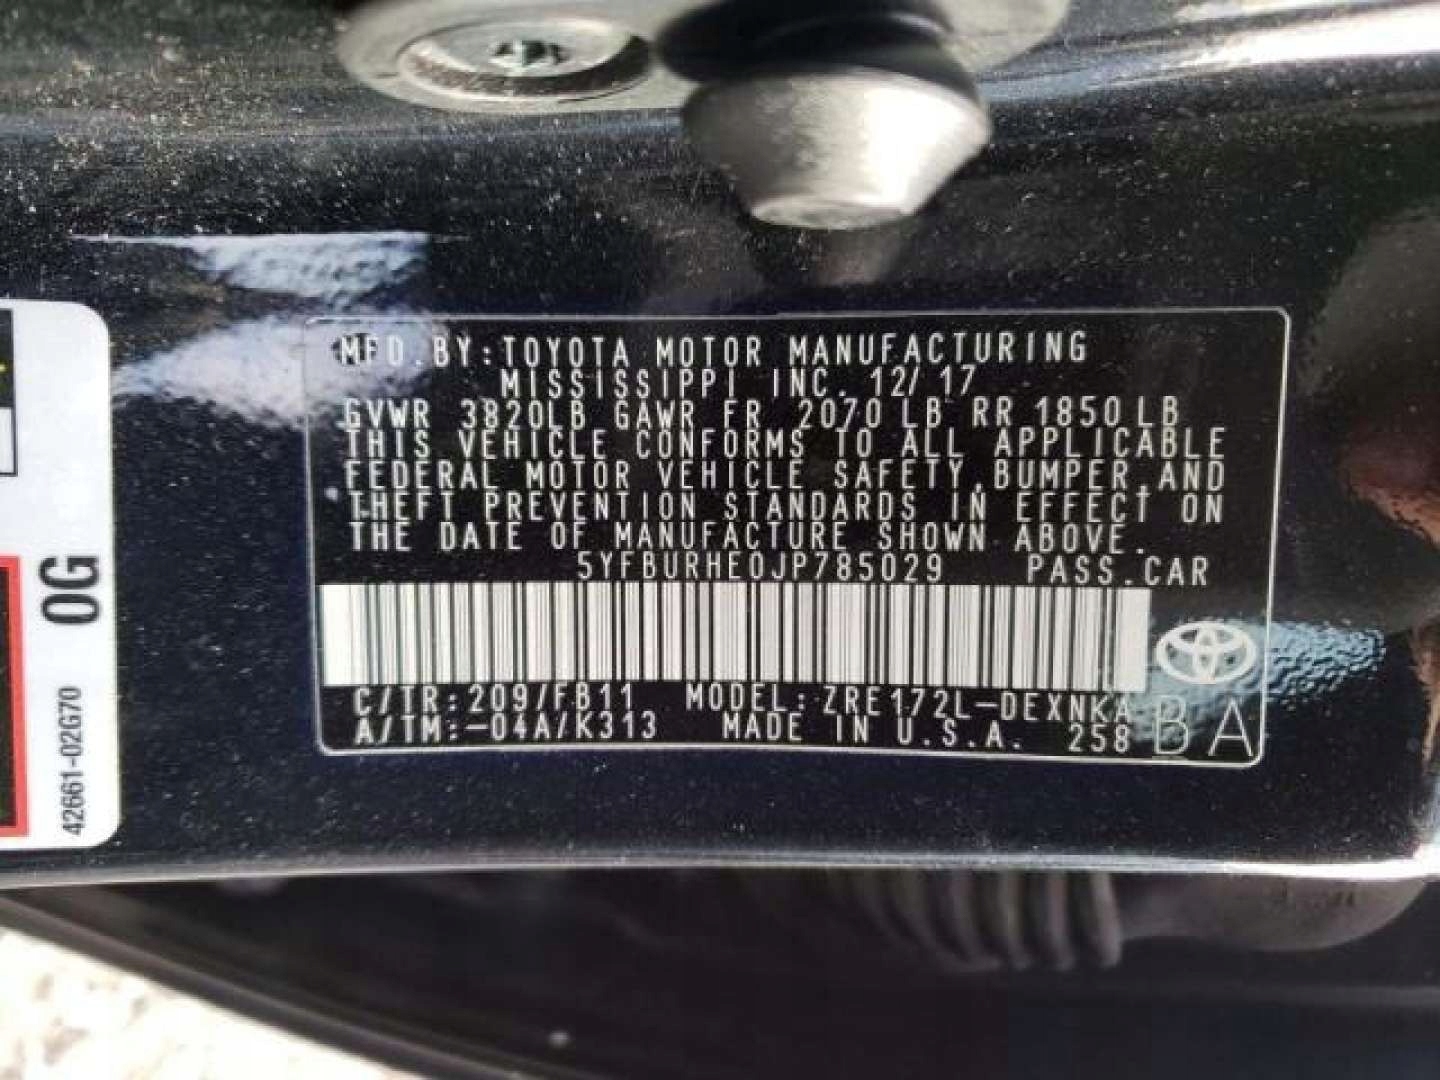 MFD.BY:TOYOTA MOTOR MANUFACTURING
MISSISSIPPI INC. 12/17
GVWR 3820LB GAWR FR 2070 LB RR 1850 LB
THIS VEHICLE CONFORMS TO ALL APPLICABLE
FEDERAL MOTOR VEHICLE SAFETY,BUMPER,AND
THEFT PREVENTION STANDARDS IN EFFECT ON
THE DATE OF MANUFACTURE SHOWN ABOVE.
5YFBURHE0JP785029 PASS.CAR
C/TR:209/FB11 MODEL:ZRE172L-DEXNKA
A/TM:-04A/K313 MADE IN U.S.A. 258 BA
0G
42661-02G70